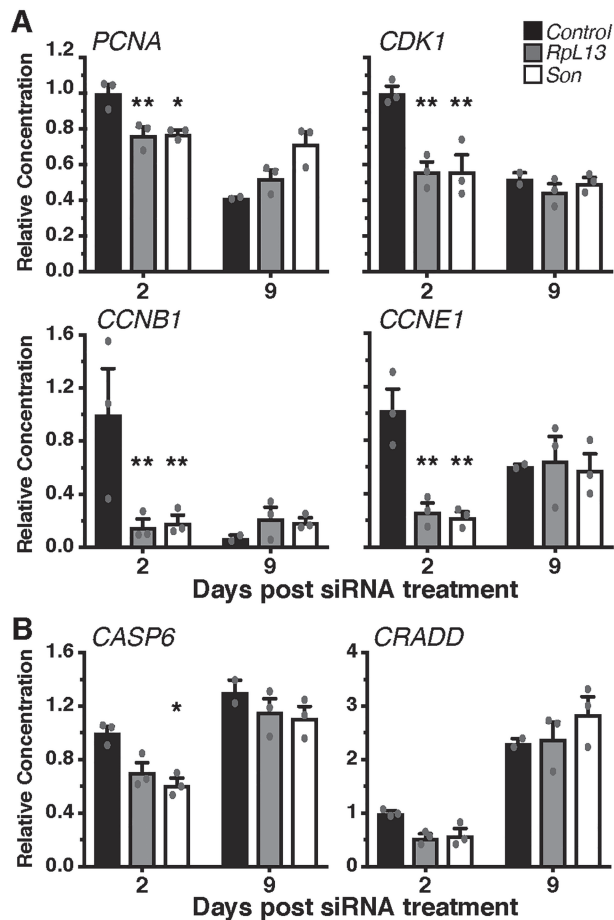 A
PCNA
CDK1
Control
RpL13
Son
Relative Concentration
1.2
1.0
0.8
0.6
0.4
0.2
0.0
** *
** **
2 9
2 9
CCNB1
CCNE1
Relative Concentration
1.6
1.2
0.8
0.4
0.0
** **
** **
2 9
2 9
Days post siRNA treatment
B
CASP6
CRADD
Relative Concentration
1.6
1.2
0.8
0.4
0.0
*
4
3
2
1
0
2 9
2 9
Days post siRNA treatment